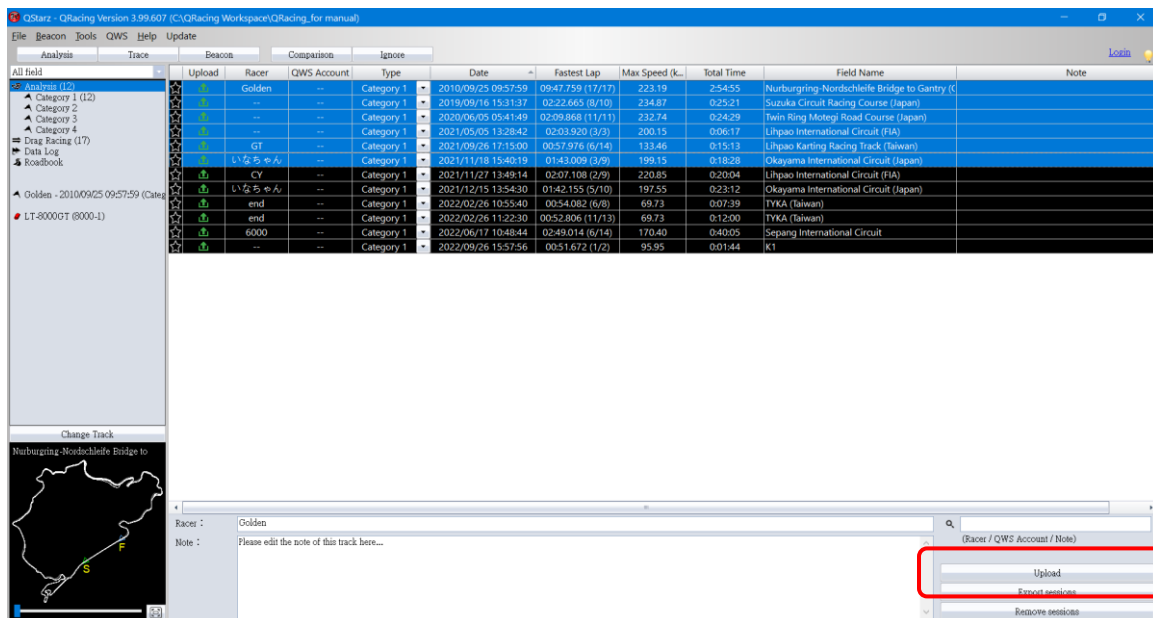 QStarz - QRacing Version 3.99.607 (C:\QRacing Workspace\QRacing_for manual)
File Beacon Tools QWS Help Update
Analysis Trace Beacon Comparison Ignore Login
All field Upload Racer QWS Account Type Date Fastest Lap Max Speed (k... Total Time Field Name Note
Analysis (12)
Category 1 (12)
Category 2
Category 3
Category 4
Drag Racing (17)
Data Log
Roadbook
Golden - 2010/09/25 09:57:59 (Categ
LT-8000GT (8000-1)
Golden -- Category 1 2010/09/25 09:57:59 09:47.759 (17/17) 223.19 2:54:55 Nurburgring-Nordschleife Bridge to Gantry (C
-- -- Category 1 2019/09/16 15:31:37 02:22.665 (8/10) 234.87 0:25:21 Suzuka Circuit Racing Course (Japan)
-- -- Category 1 2020/06/05 05:41:49 02:09.868 (11/11) 232.74 0:24:29 Twin Ring Motegi Road Course (Japan)
-- -- Category 1 2021/05/05 13:28:42 02:03.920 (3/3) 200.15 0:06:17 Lihpao International Circuit (FIA)
GT -- Category 1 2021/09/26 17:15:00 00:57.976 (6/14) 133.46 0:15:13 Lihpao Karting Racing Track (Taiwan)
いなちゃん -- Category 1 2021/11/18 15:40:19 01:43.009 (3/9) 199.15 0:18:28 Okayama International Circuit (Japan)
CY -- Category 1 2021/11/27 13:49:14 02:07.108 (2/9) 220.85 0:20:04 Lihpao International Circuit (FIA)
いなちゃん -- Category 1 2021/12/15 13:54:30 01:42.155 (5/10) 197.55 0:23:12 Okayama International Circuit (Japan)
end -- Category 1 2022/02/26 10:55:40 00:54.082 (6/8) 69.73 0:07:39 TYKA (Taiwan)
end -- Category 1 2022/02/26 11:22:30 00:52.806 (11/13) 69.73 0:12:00 TYKA (Taiwan)
6000 -- Category 1 2022/06/17 10:48:44 02:49.014 (6/14) 170.40 0:40:05 Sepang International Circuit
-- -- Category 1 2022/09/26 15:57:56 00:51.672 (1/2) 95.95 0:01:44 K1
Change Track
Nurburgring-Nordschleife Bridge to
F
S
Racer : Golden
Note : Please edit the note of this track here....
(Racer / QWS Account / Note)
Upload
Export sessions
Remove sessions